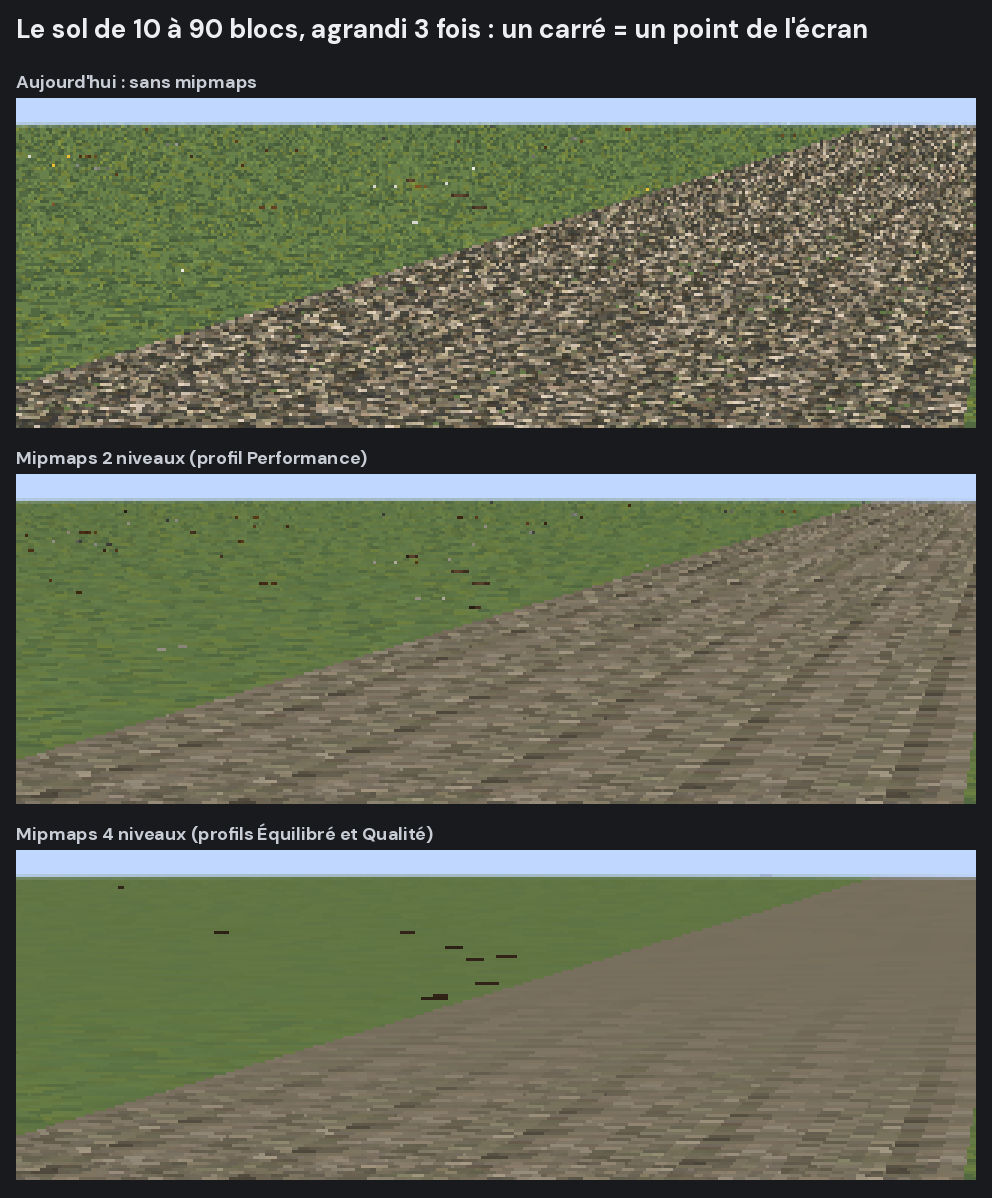 Le sol de 10 à 90 blocs, agrandi 3 fois : un carré = un point de l'écran
Aujourd'hui : sans mipmaps
Mipmaps 2 niveaux (profil Performance)
Mipmaps 4 niveaux (profils Équilibré et Qualité)